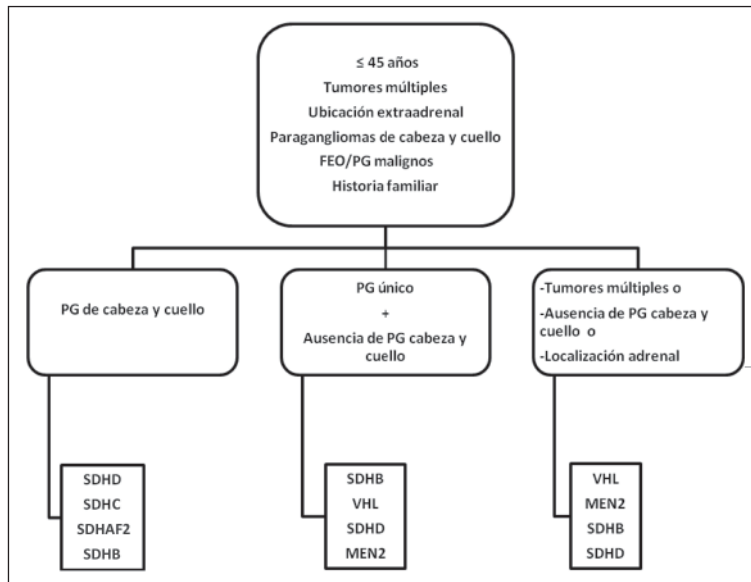 ≤ 45 años
Tumores múltiples
Ubicación extraadrenal
Paragangliomas de cabeza y cuello
FEO/PG malignos
Historia familiar
PG de cabeza y cuello
PG único
+
Ausencia de PG cabeza y
cuello
-Tumores múltiples o
-Ausencia de PG cabeza y
cuello o
-Localización adrenal
SDHD
SDHC
SDHAF2
SDHB
SDHB
VHL
SDHD
MEN2
VHL
MEN2
SDHB
SDHD